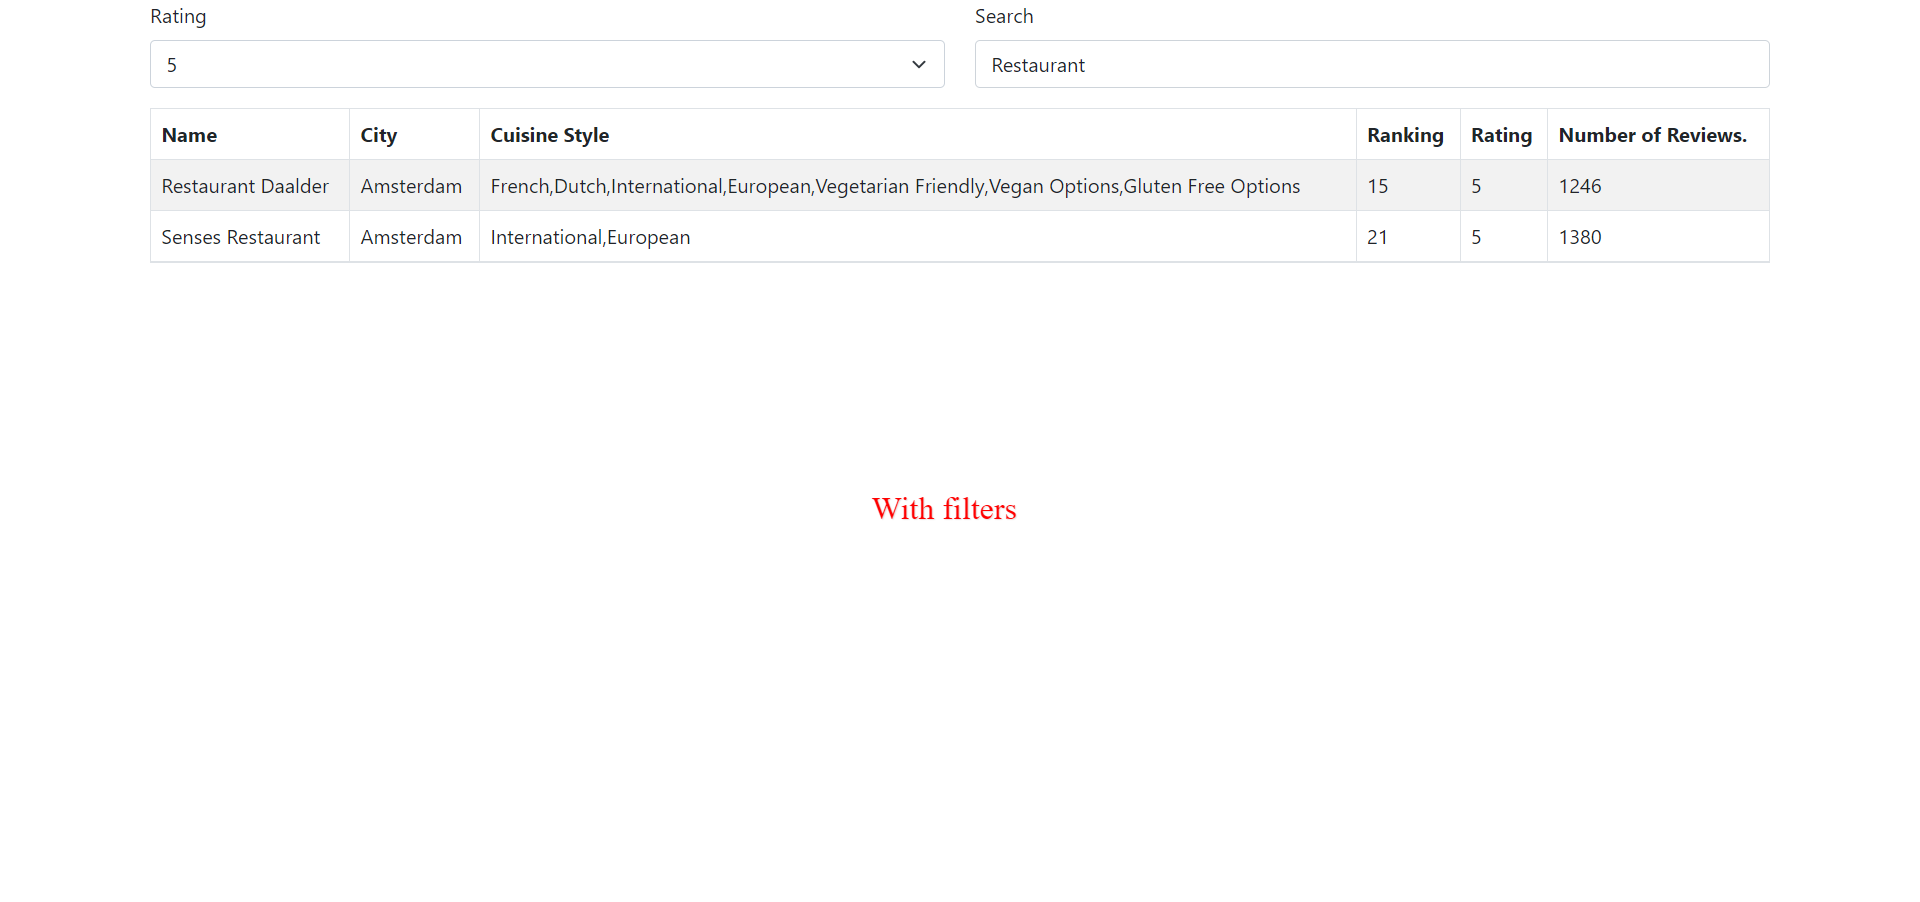 Rating Search
5 Restaurant
Name City Cuisine Style Ranking Rating Number of Reviews.
Restaurant Daalder Amsterdam French,Dutch,International,European,Vegetarian Friendly,Vegan Options,Gluten Free Options 15 5 1246
Senses Restaurant Amsterdam International,European 21 5 1380
With filters